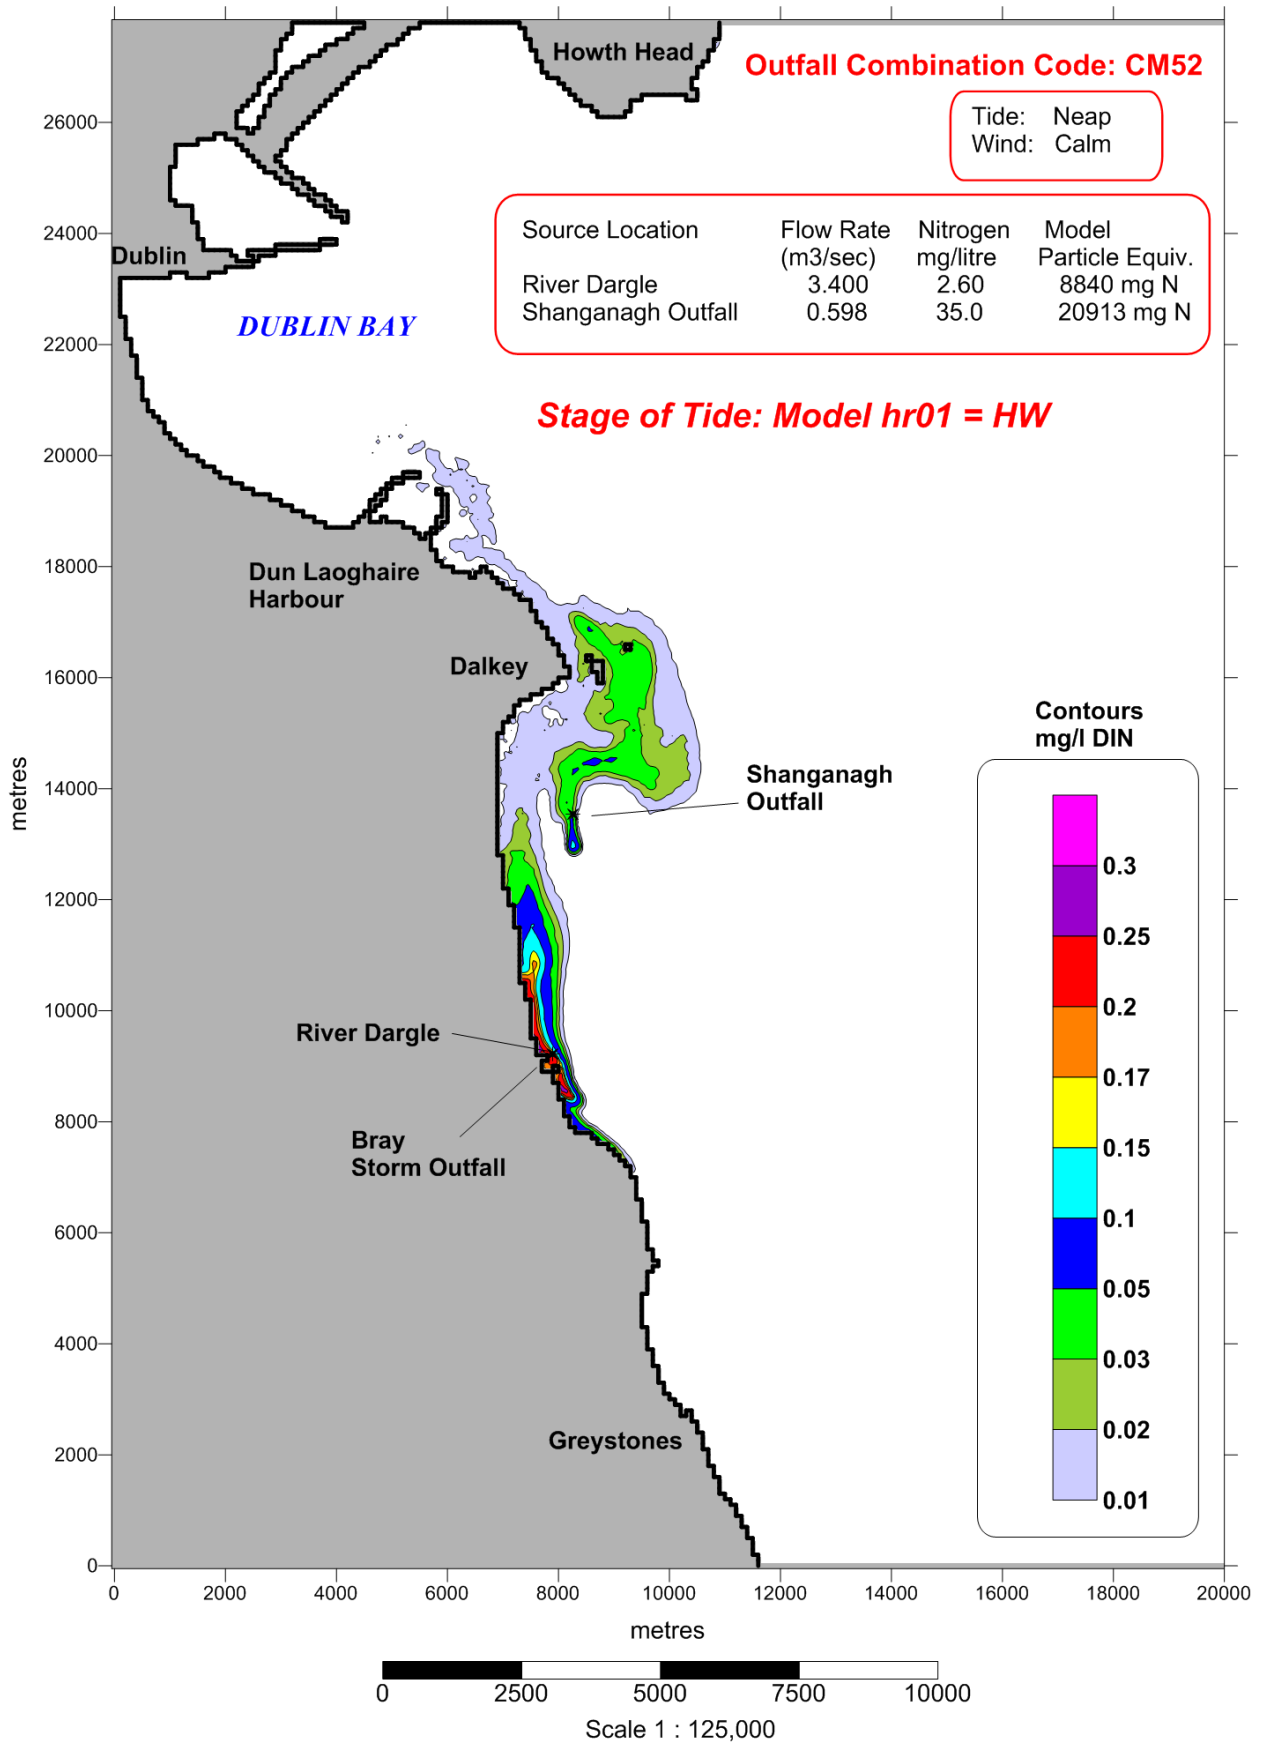 Howth Head
Outfall Combination Code: CM52
Tide: Neap
Wind: Calm
Source Location Flow Rate Nitrogen Model
(m3/sec) mg/litre Particle Equiv.
River Dargle 3.400 2.60 8840 mg N
Shanganagh Outfall 0.598 35.0 20913 mg N
Dublin
DUBLIN BAY
Stage of Tide: Model hr01 = HW
Dun Laoghaire
Harbour
Dalkey
Shanganagh
Outfall
River Dargle
Bray
Storm Outfall
Greystones
Contours
mg/l DIN
0.3
0.25
0.2
0.17
0.15
0.1
0.05
0.03
0.02
0.01
metres
26000
24000
22000
20000
18000
16000
14000
12000
10000
8000
6000
4000
2000
0
0 2000 4000 6000 8000 10000 12000 14000 16000 18000 20000
metres
0 2500 5000 7500 10000
Scale 1 : 125,000